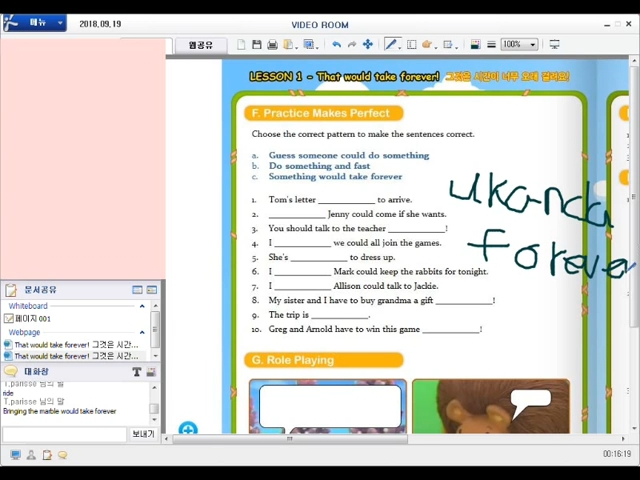 메뉴
2018,09,19
VIDEO ROOM
웹공유
100%
LESSON 1 - That would take forever! 그것은 시간이 너무 오래 걸려요!
F. Practice Makes Perfect
Choose the correct pattern to make the sentences correct.
a. Guess someone could do something
b. Do something and fast
c. Something would take forever
1. Tom's letter ____________ to arrive.
2. ____________ Jenny could come if she wants.
3. You should talk to the teacher ____________!
4. I ____________ we could all join the games.
5. She's ____________ to dress up.
6. I ____________ Mark could keep the rabbits for tonight.
7. I ____________ Allison could talk to Jackie.
8. My sister and I have to buy grandma a gift ____________!
9. The trip is ____________.
10. Greg and Arnold have to win this game ____________!
ukanda
forever
G. Role Playing
문서공유
Whiteboard
페이지 001
Webpage
That would take forever! 그것은 시간...
That would take forever! 그것은 시간...
대화창
T.parisse 님의 말
ride
T.parisse 님의 말
Bringing the marble would take forever
보내기
00:16:19